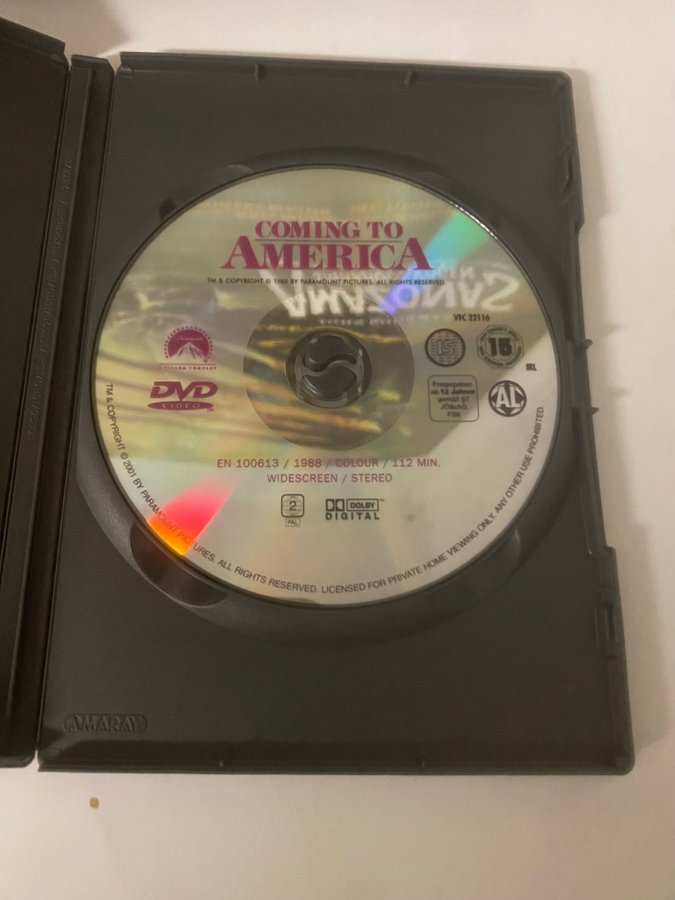 COMING TO
AMERICA
TM & COPYRIGHT © 1988 BY PARAMOUNT PICTURES. ALL RIGHTS RESERVED
AMAZONS
VFC 22116
15
15
IRL
Paramount
DVD
VIDEO
Freigegeben
ab 12 Jahren
gemäß §7
JÖSchG
FSK
AL
EN 100613 / 1988 / COLOUR / 112 MIN.
WIDESCREEN / STEREO
2
PAL
DOLBY
DIGITAL
TM & COPYRIGHT © 2001 BY PARAMOUNT PICTURES. ALL RIGHTS RESERVED. LICENSED FOR PRIVATE HOME VIEWING ONLY. ANY OTHER USE PROHIBITED.
AMARAY